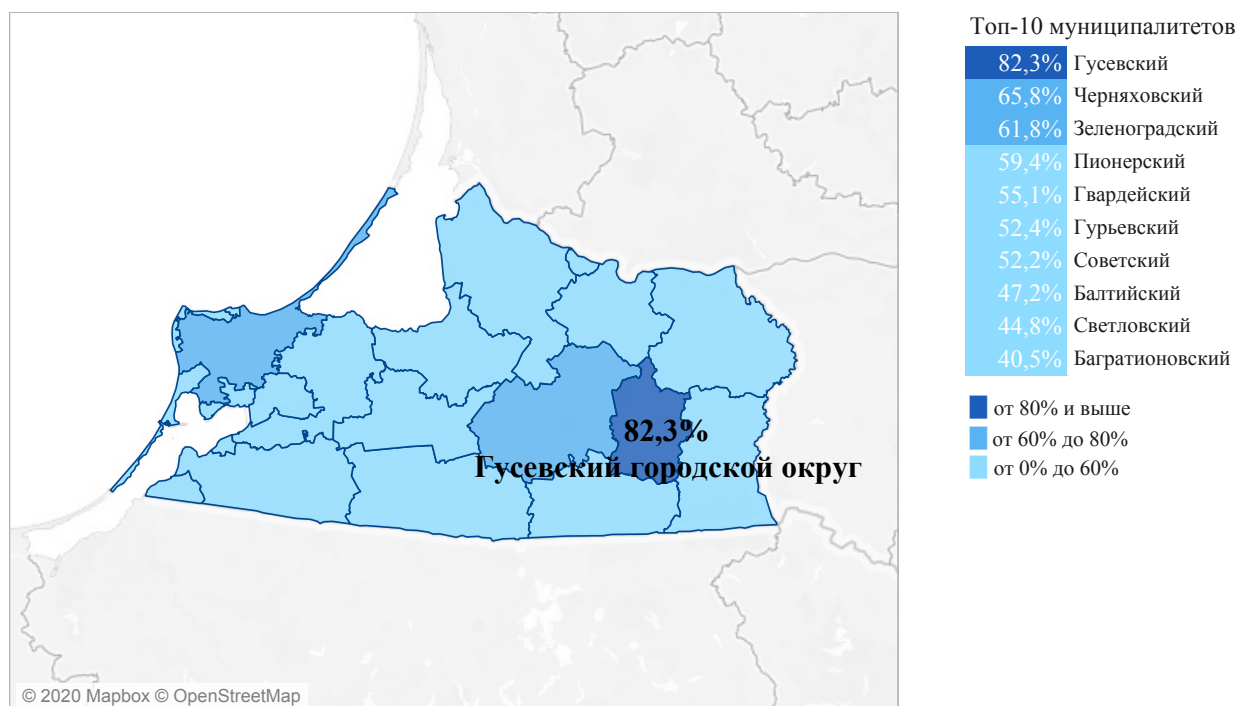 Топ-10 муниципалитетов
82,3% Гусевский
65,8% Черняховский
61,8% Зеленоградский
59,4% Пионерский
55,1% Гвардейский
52,4% Гурьевский
52,2% Советский
47,2% Балтийский
44,8% Светловский
40,5% Багратионовский
от 80% и выше
от 60% до 80%
от 0% до 60%
82,3%
Гусевский городской округ
© 2020 Mapbox © OpenStreetMap